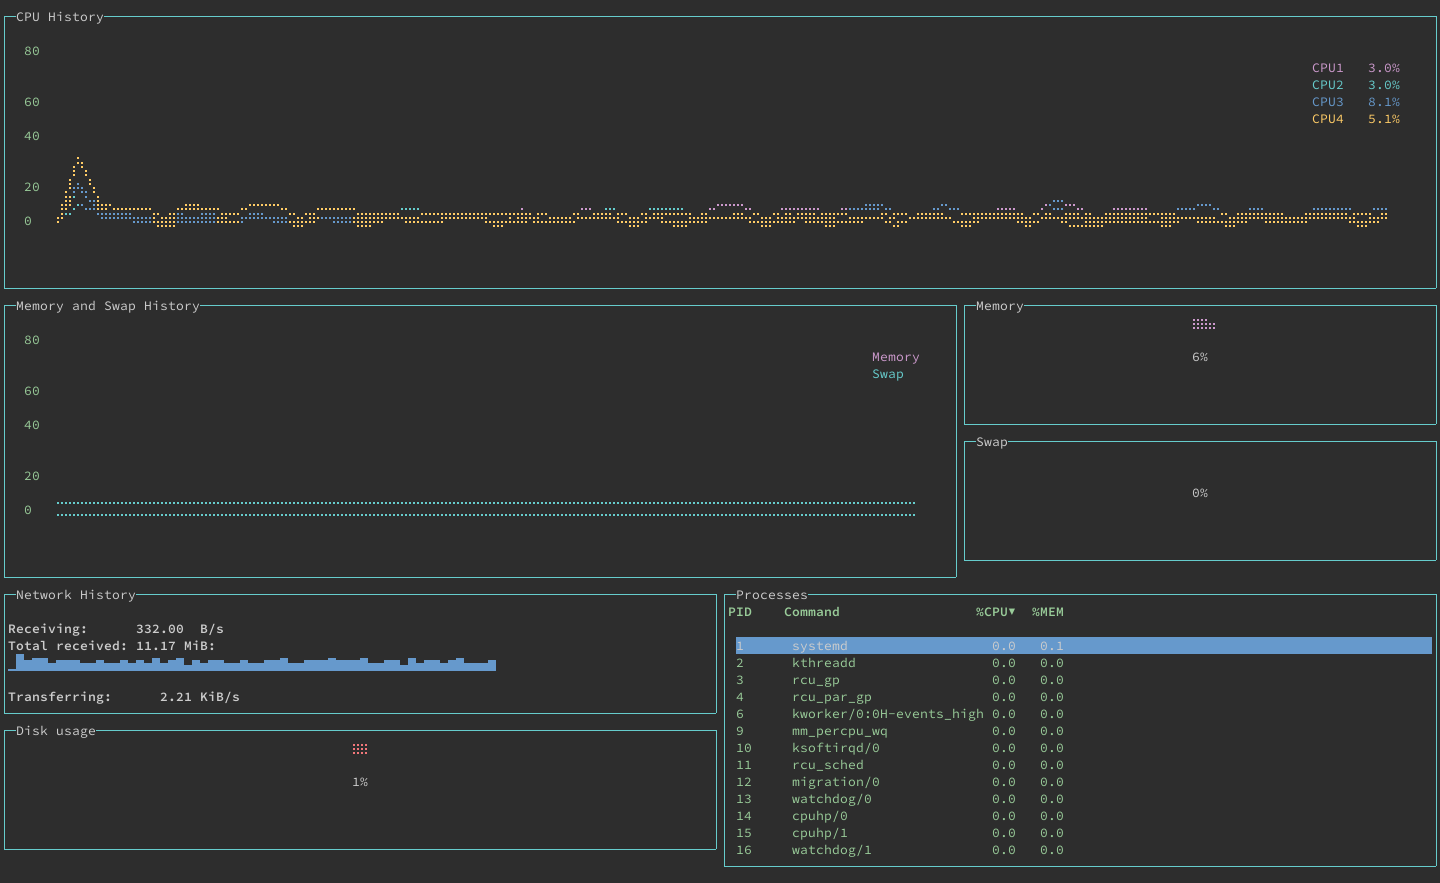 CPU History
80
CPU1 3.0%
CPU2 3.0%
60 CPU3 8.1%
CPU4 5.1%
40
20
0
Memory and Swap History
80
Memory
Swap
60
40
20
0
Memory
6%
Swap
0%
Network History
Receiving: 332.00 B/s
Total received: 11.17 MiB:
Transferring: 2.21 KiB/s
Disk usage
1%
Processes
PID Command %CPU▼ %MEM
1 systemd 0.0 0.1
2 kthreadd 0.0 0.0
3 rcu_gp 0.0 0.0
4 rcu_par_gp 0.0 0.0
6 kworker/0:0H-events_high 0.0 0.0
9 mm_percpu_wq 0.0 0.0
10 ksoftirqd/0 0.0 0.0
11 rcu_sched 0.0 0.0
12 migration/0 0.0 0.0
13 watchdog/0 0.0 0.0
14 cpuhp/0 0.0 0.0
15 cpuhp/1 0.0 0.0
16 watchdog/1 0.0 0.0